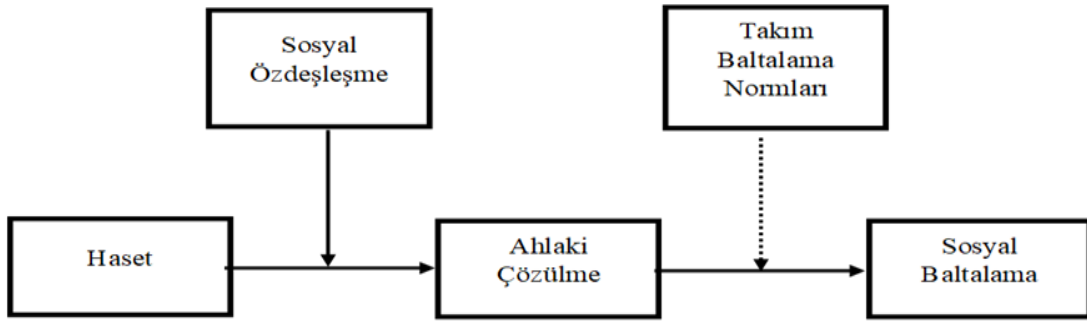 Sosyal
Özdeşleşme
Takım
Baltalama
Normları
Haset
Ahlaki
Çözülme
Sosyal
Baltalama